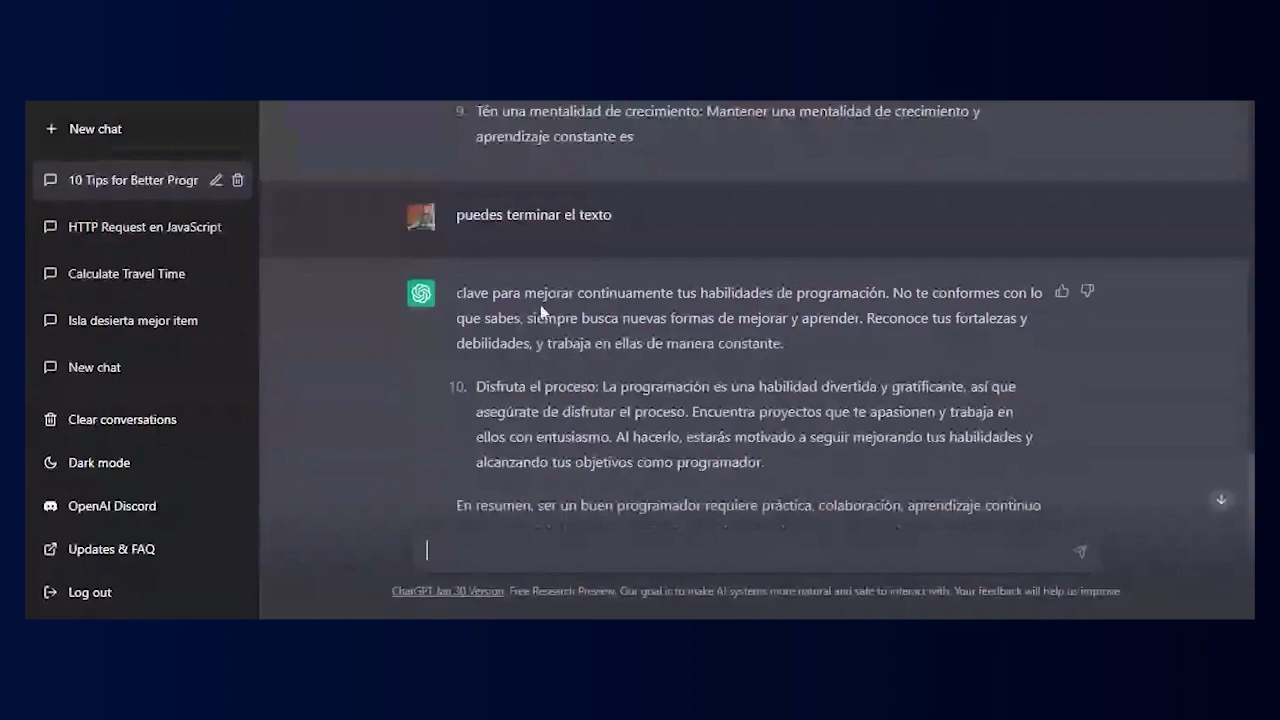 New chat
10 Tips for Better Progr
HTTP Request en JavaScript
Calculate Travel Time
Isla desierta mejor item
New chat
Clear conversations
Dark mode
OpenAI Discord
Updates & FAQ
Log out
9. Tén una mentalidad de crecimiento: Mantener una mentalidad de crecimiento y
aprendizaje constante es
puedes terminar el texto
clave para mejorar continuamente tus habilidades de programación. No te conformes con lo
que sabes, siempre busca nuevas formas de mejorar y aprender. Reconoce tus fortalezas y
debilidades, y trabaja en ellas de manera constante.
10. Disfruta el proceso: La programación es una habilidad divertida y gratificante, así que
asegúrate de disfrutar el proceso. Encuentra proyectos que te apasionen y trabaja en
ellos con entusiasmo. Al hacerlo, estarás motivado a seguir mejorando tus habilidades y
alcanzando tus objetivos como programador.
En resumen, ser un buen programador requiere práctica, colaboración, aprendizaje continuo
ChatGPT Jan 30 Version. Free Research Preview. Our goal is to make AI systems more natural and safe to interact with. Your feedback will help us improve.